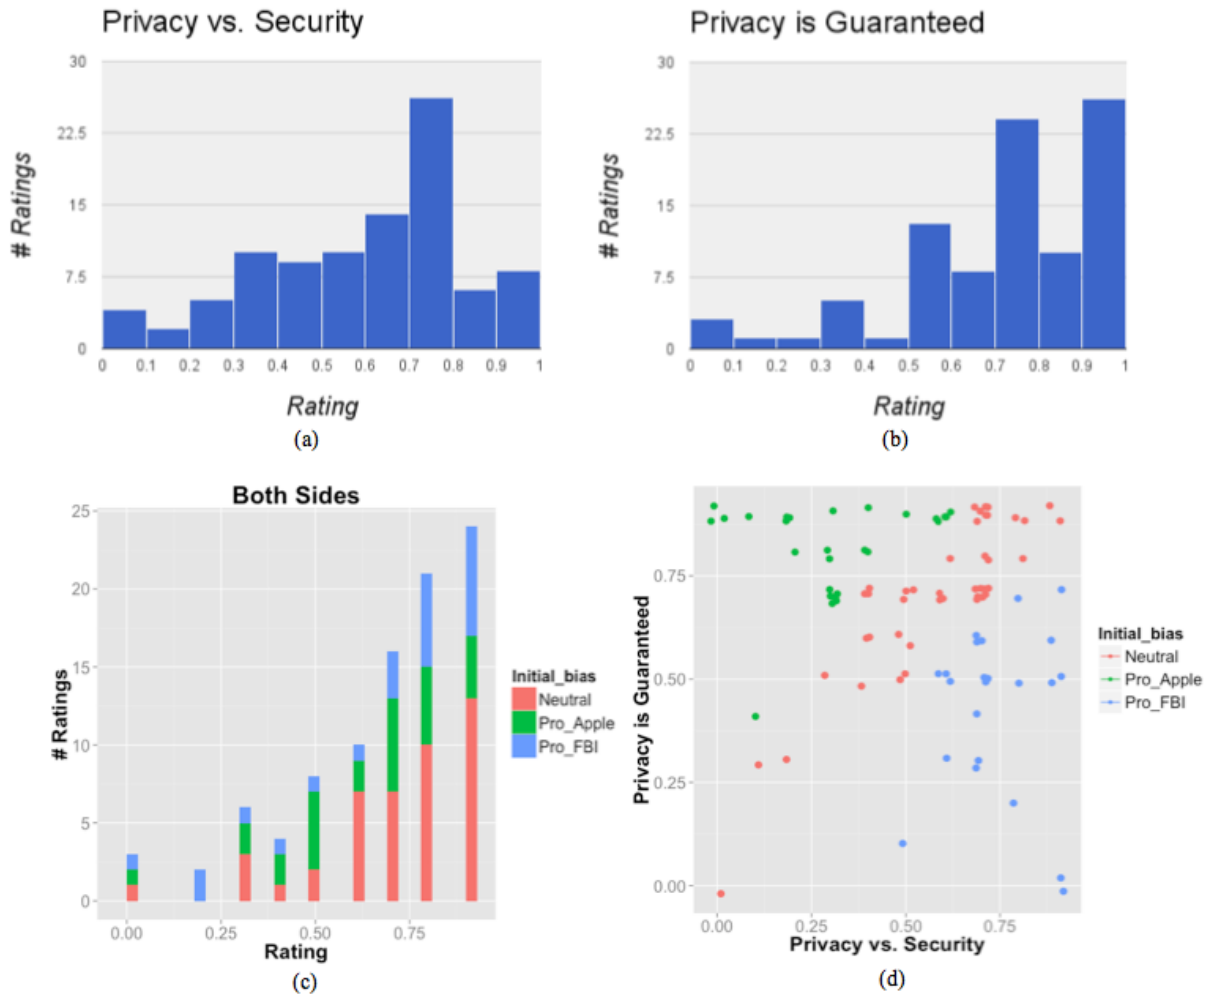 Privacy vs. Security
# Ratings
30
22.5
15
7.5
0
0 0.1 0.2 0.3 0.4 0.5 0.6 0.7 0.8 0.9 1
Rating
(a)
Privacy is Guaranteed
# Ratings
30
22.5
15
7.5
0
0 0.1 0.2 0.3 0.4 0.5 0.6 0.7 0.8 0.9 1
Rating
(b)
Both Sides
# Ratings
25
20
15
10
5
0
0.00 0.25 0.50 0.75
Rating
Initial_bias
Neutral
Pro_Apple
Pro_FBI
(c)
Privacy is Guaranteed
0.75
0.50
0.25
0.00
0.00 0.25 0.50 0.75
Privacy vs. Security
Initial_bias
Neutral
Pro_Apple
Pro_FBI
(d)